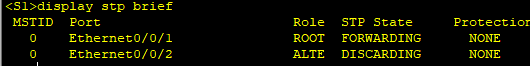 <S1>display stp brief
MSTID Port Role STP State Protection
0 Ethernet0/0/1 ROOT FORWARDING NONE
0 Ethernet0/0/2 ALTE DISCARDING NONE